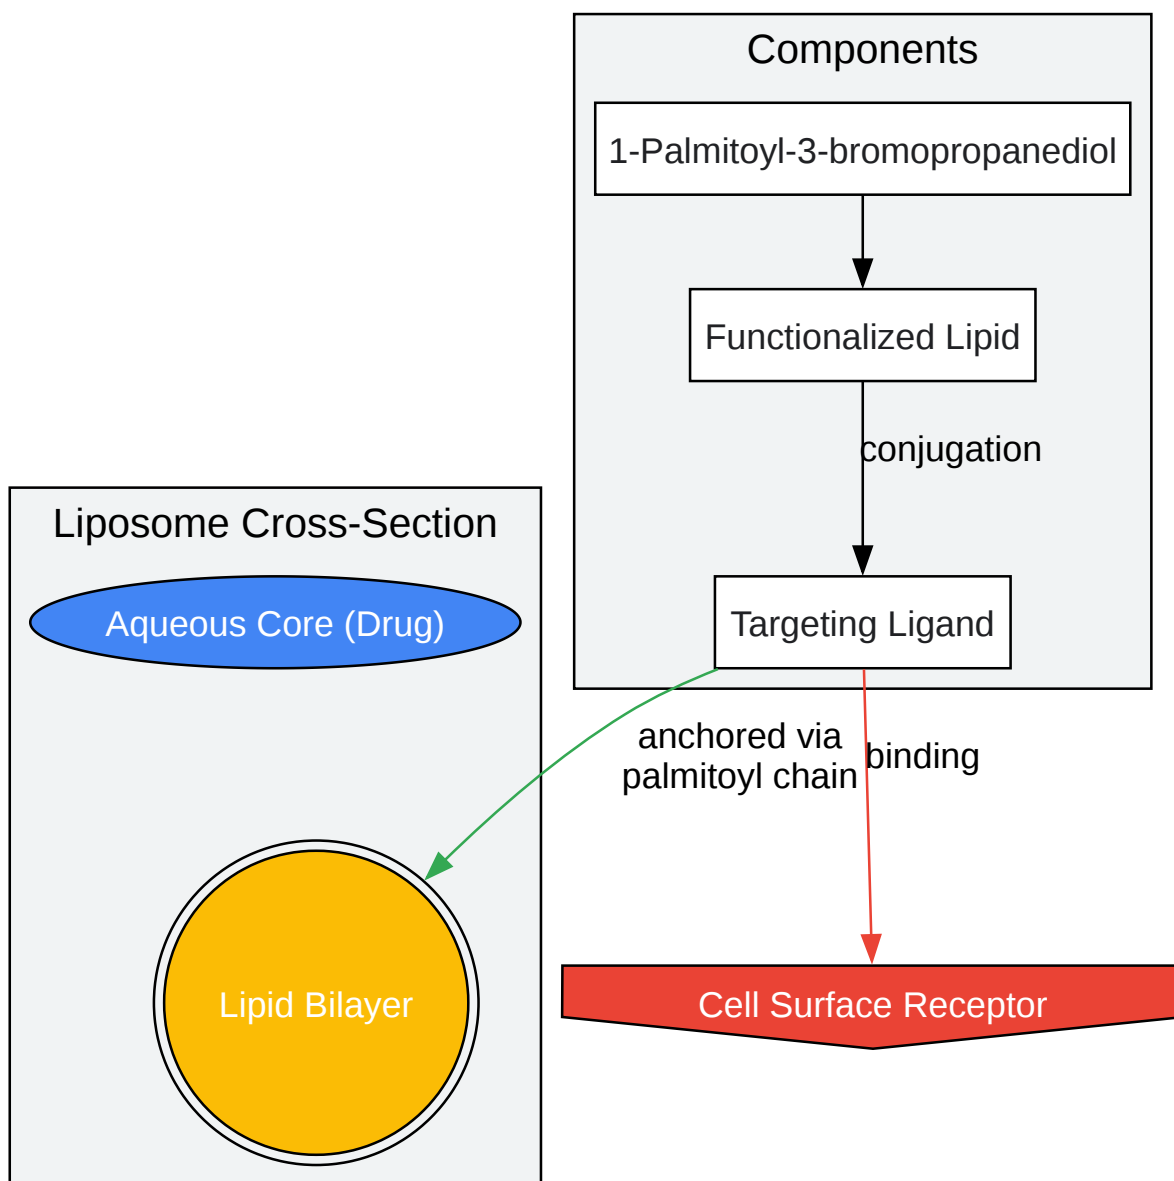 Components
1-Palmitoyl-3-bromopropanediol
Functionalized Lipid
conjugation
Targeting Ligand
Liposome Cross-Section
Aqueous Core (Drug)
anchored via
palmitoyl chain
binding
Lipid Bilayer
Cell Surface Receptor